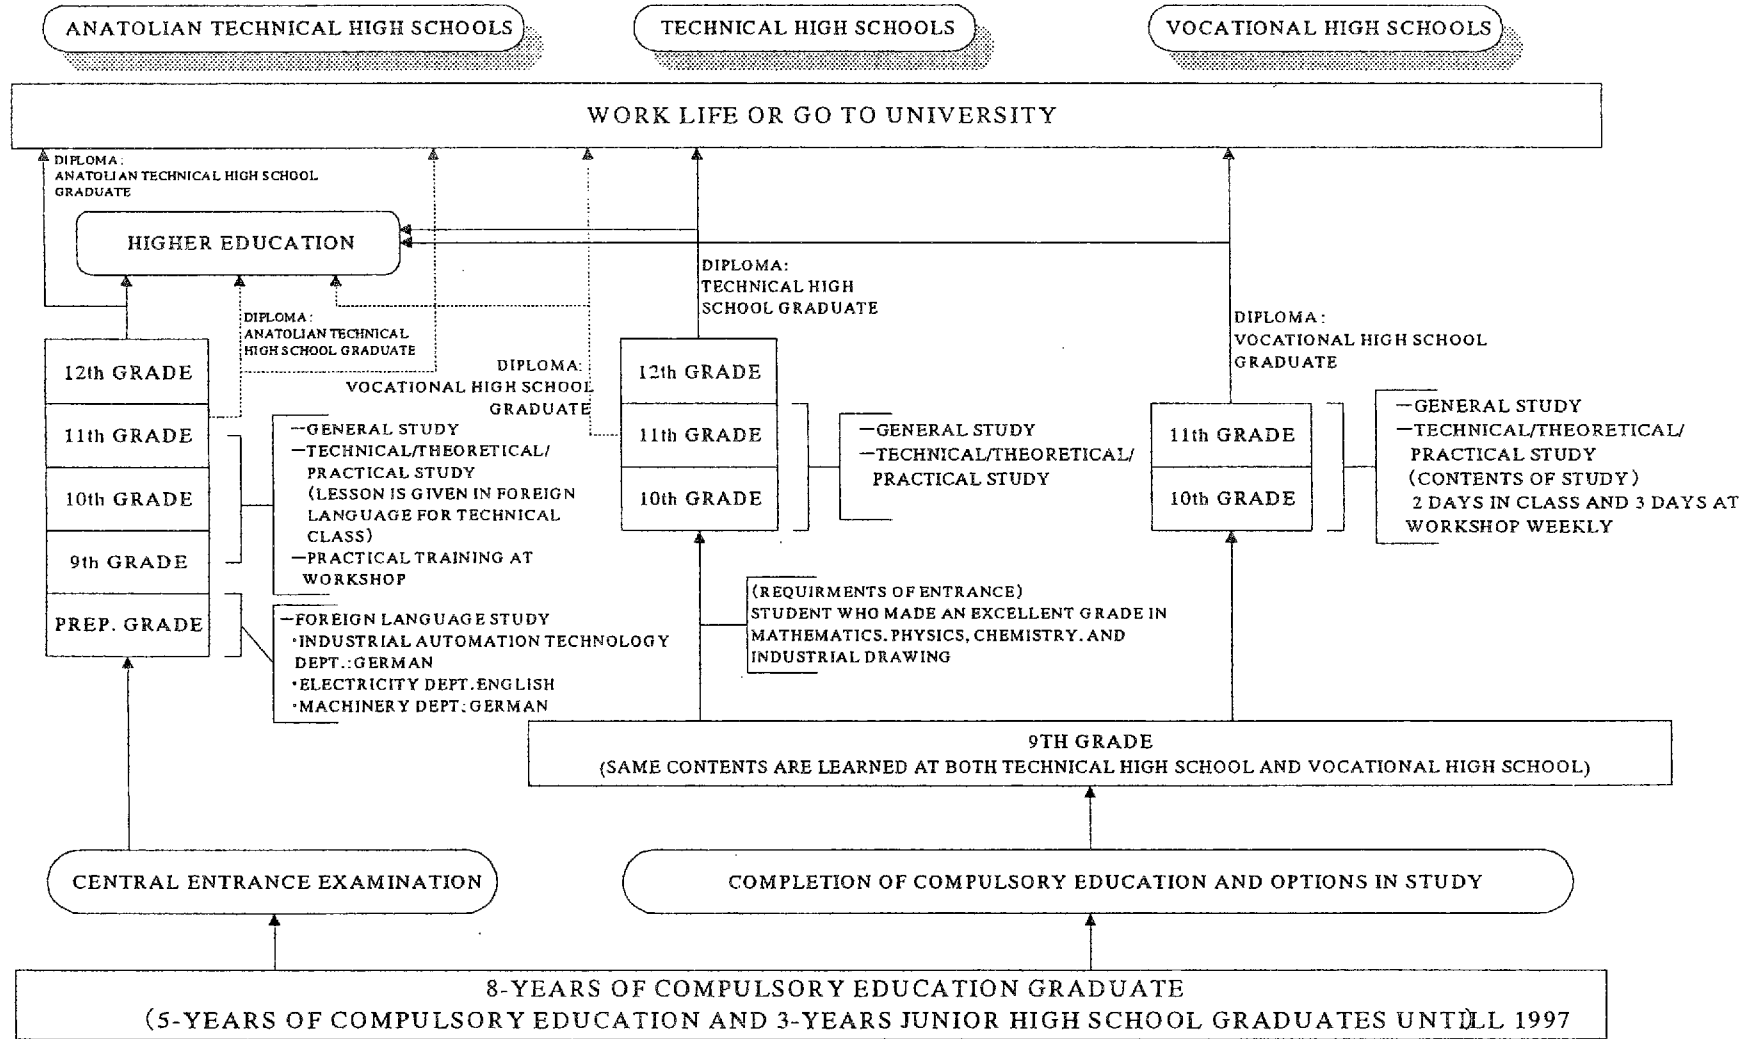 ANATOLIAN TECHNICAL HIGH SCHOOLS
TECHNICAL HIGH SCHOOLS
VOCATIONAL HIGH SCHOOLS
WORK LIFE OR GO TO UNIVERSITY
DIPLOMA:
ANATOLIAN TECHNICAL HIGH SCHOOL
GRADUATE
HIGHER EDUCATION
DIPLOMA:
ANATOLIAN TECHNICAL
HIGH SCHOOL GRADUATE
DIPLOMA:
VOCATIONAL HIGH SCHOOL
GRADUATE
DIPLOMA:
TECHNICAL HIGH
SCHOOL GRADUATE
DIPLOMA:
VOCATIONAL HIGH SCHOOL
GRADUATE
12th GRADE
11th GRADE
10th GRADE
9th GRADE
PREP. GRADE
—GENERAL STUDY
—TECHNICAL/THEORETICAL/
PRACTICAL STUDY
(LESSON IS GIVEN IN FOREIGN
LANGUAGE FOR TECHNICAL
CLASS)
—PRACTICAL TRAINING AT
WORKSHOP
—FOREIGN LANGUAGE STUDY
·INDUSTRIAL AUTOMATION TECHNOLOGY
DEPT.:GERMAN
·ELECTRICITY DEPT.ENGLISH
·MACHINERY DEPT:GERMAN
12th GRADE
11th GRADE
10th GRADE
—GENERAL STUDY
—TECHNICAL/THEORETICAL/
PRACTICAL STUDY
(REQUIRMENTS OF ENTRANCE)
STUDENT WHO MADE AN EXCELLENT GRADE IN
MATHEMATICS.PHYSICS, CHEMISTRY. AND
INDUSTRIAL DRAWING
11th GRADE
10th GRADE
—GENERAL STUDY
—TECHNICAL/THEORETICAL/
PRACTICAL STUDY
(CONTENTS OF STUDY)
2 DAYS IN CLASS AND 3 DAYS AT
WORKSHOP WEEKLY
9TH GRADE
(SAME CONTENTS ARE LEARNED AT BOTH TECHNICAL HIGH SCHOOL AND VOCATIONAL HIGH SCHOOL)
CENTRAL ENTRANCE EXAMINATION
COMPLETION OF COMPULSORY EDUCATION AND OPTIONS IN STUDY
8-YEARS OF COMPULSORY EDUCATION GRADUATE
(5-YEARS OF COMPULSORY EDUCATION AND 3-YEARS JUNIOR HIGH SCHOOL GRADUATES UNTILL 1997